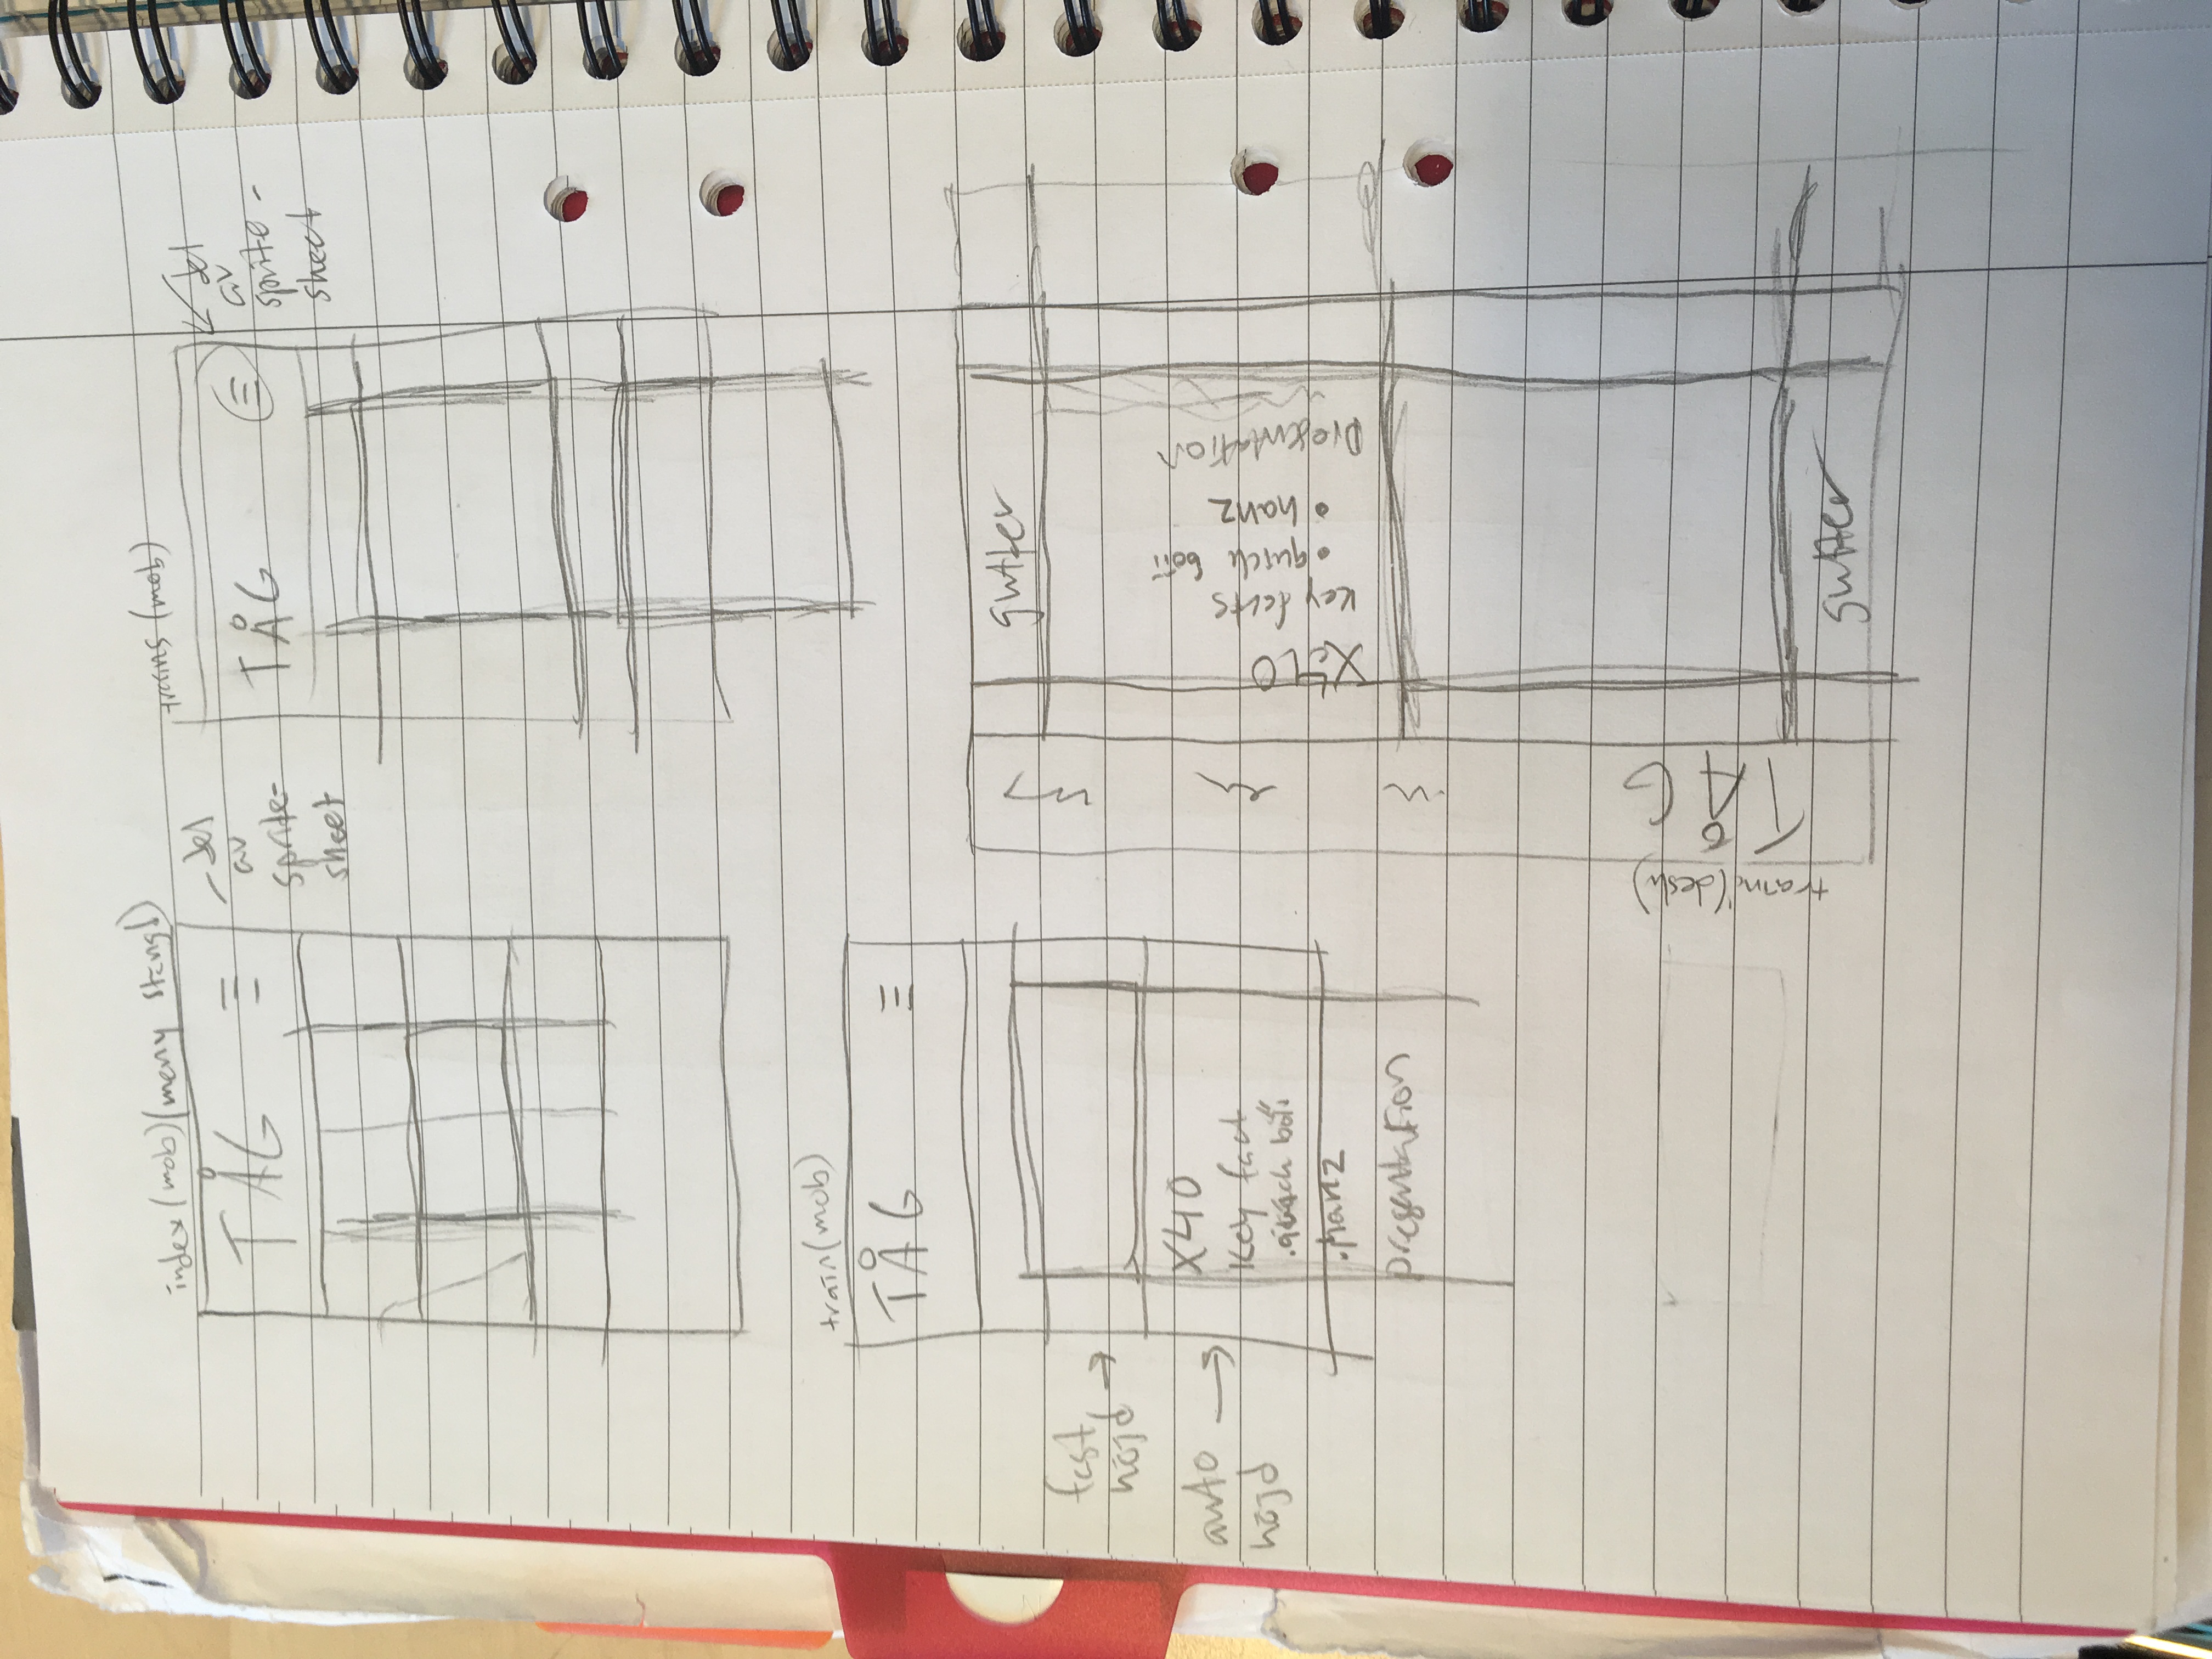 index (mob) (meny stängd)
TÅG
del
av
sprite-
sheet
trains (mob)
TÅG
del
av
sprite-
sheet
train (mob)
TÅG
fast
höjd
auto
höjd
X40
Key fact
. quick boii
. hanz
presentation
train (desk)
TÅG
gutter
X40
Key facts
• quick boii
• hanz
Presentation
gutter